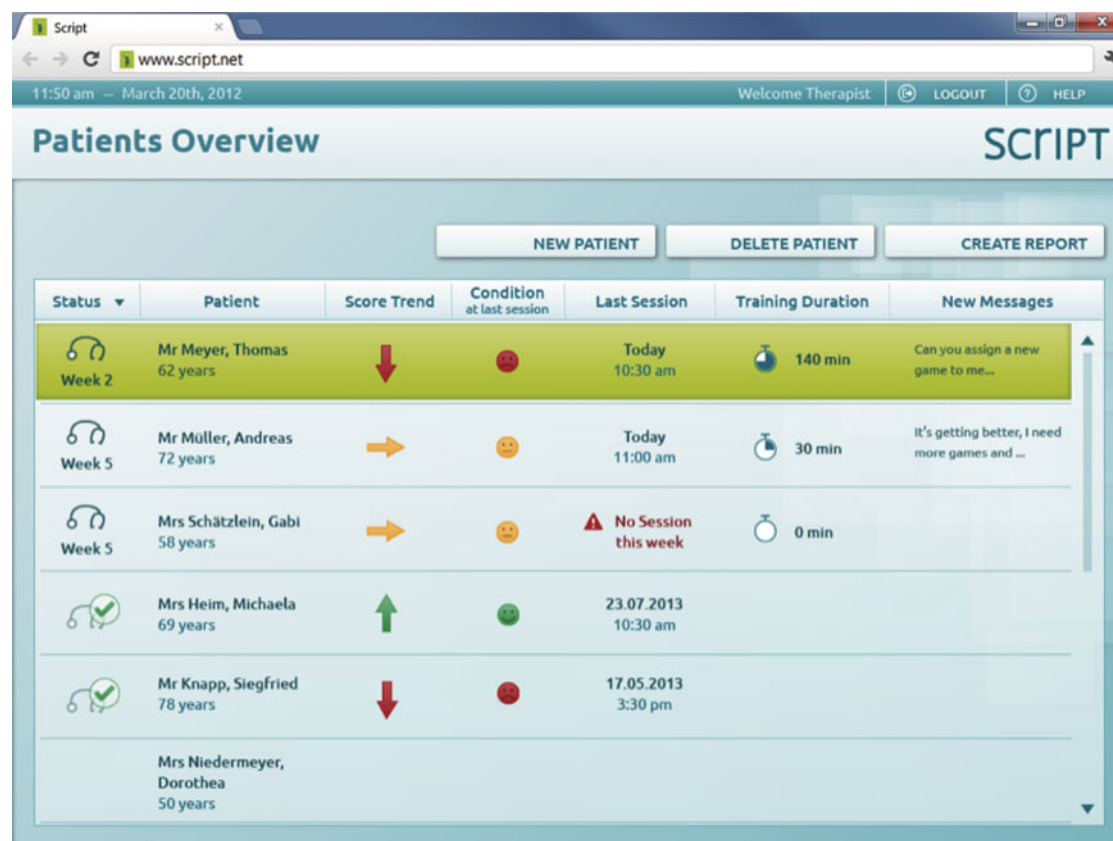 Script
www.script.net
11:50 am – March 20th, 2012
Welcome Therapist
LOGOUT
? HELP
Patients Overview
SCRIPT
NEW PATIENT
DELETE PATIENT
CREATE REPORT
Status
Patient
Score Trend
Condition
at last session
Last Session
Training Duration
New Messages
Week 2
Mr Meyer, Thomas
62 years
Today
10:30 am
140 min
Can you assign a new
game to me...
Week 5
Mr Müller, Andreas
72 years
Today
11:00 am
30 min
It's getting better, I need
more games and ...
Week 5
Mrs Schätzlein, Gabi
58 years
No Session
this week
0 min
Mrs Heim, Michaela
69 years
23.07.2013
10:30 am
Mr Knapp, Siegfried
78 years
17.05.2013
3:30 pm
Mrs Niedermeyer,
Dorothea
50 years